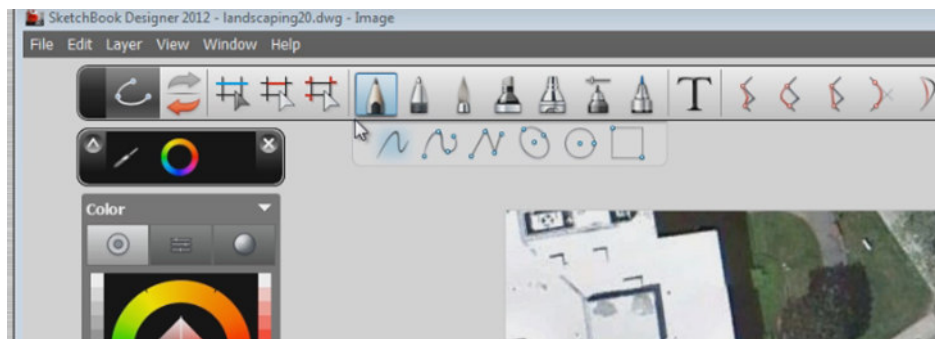 SketchBook Designer 2012 - landscaping20.dwg - Image
File Edit Layer View Window Help
T
Color